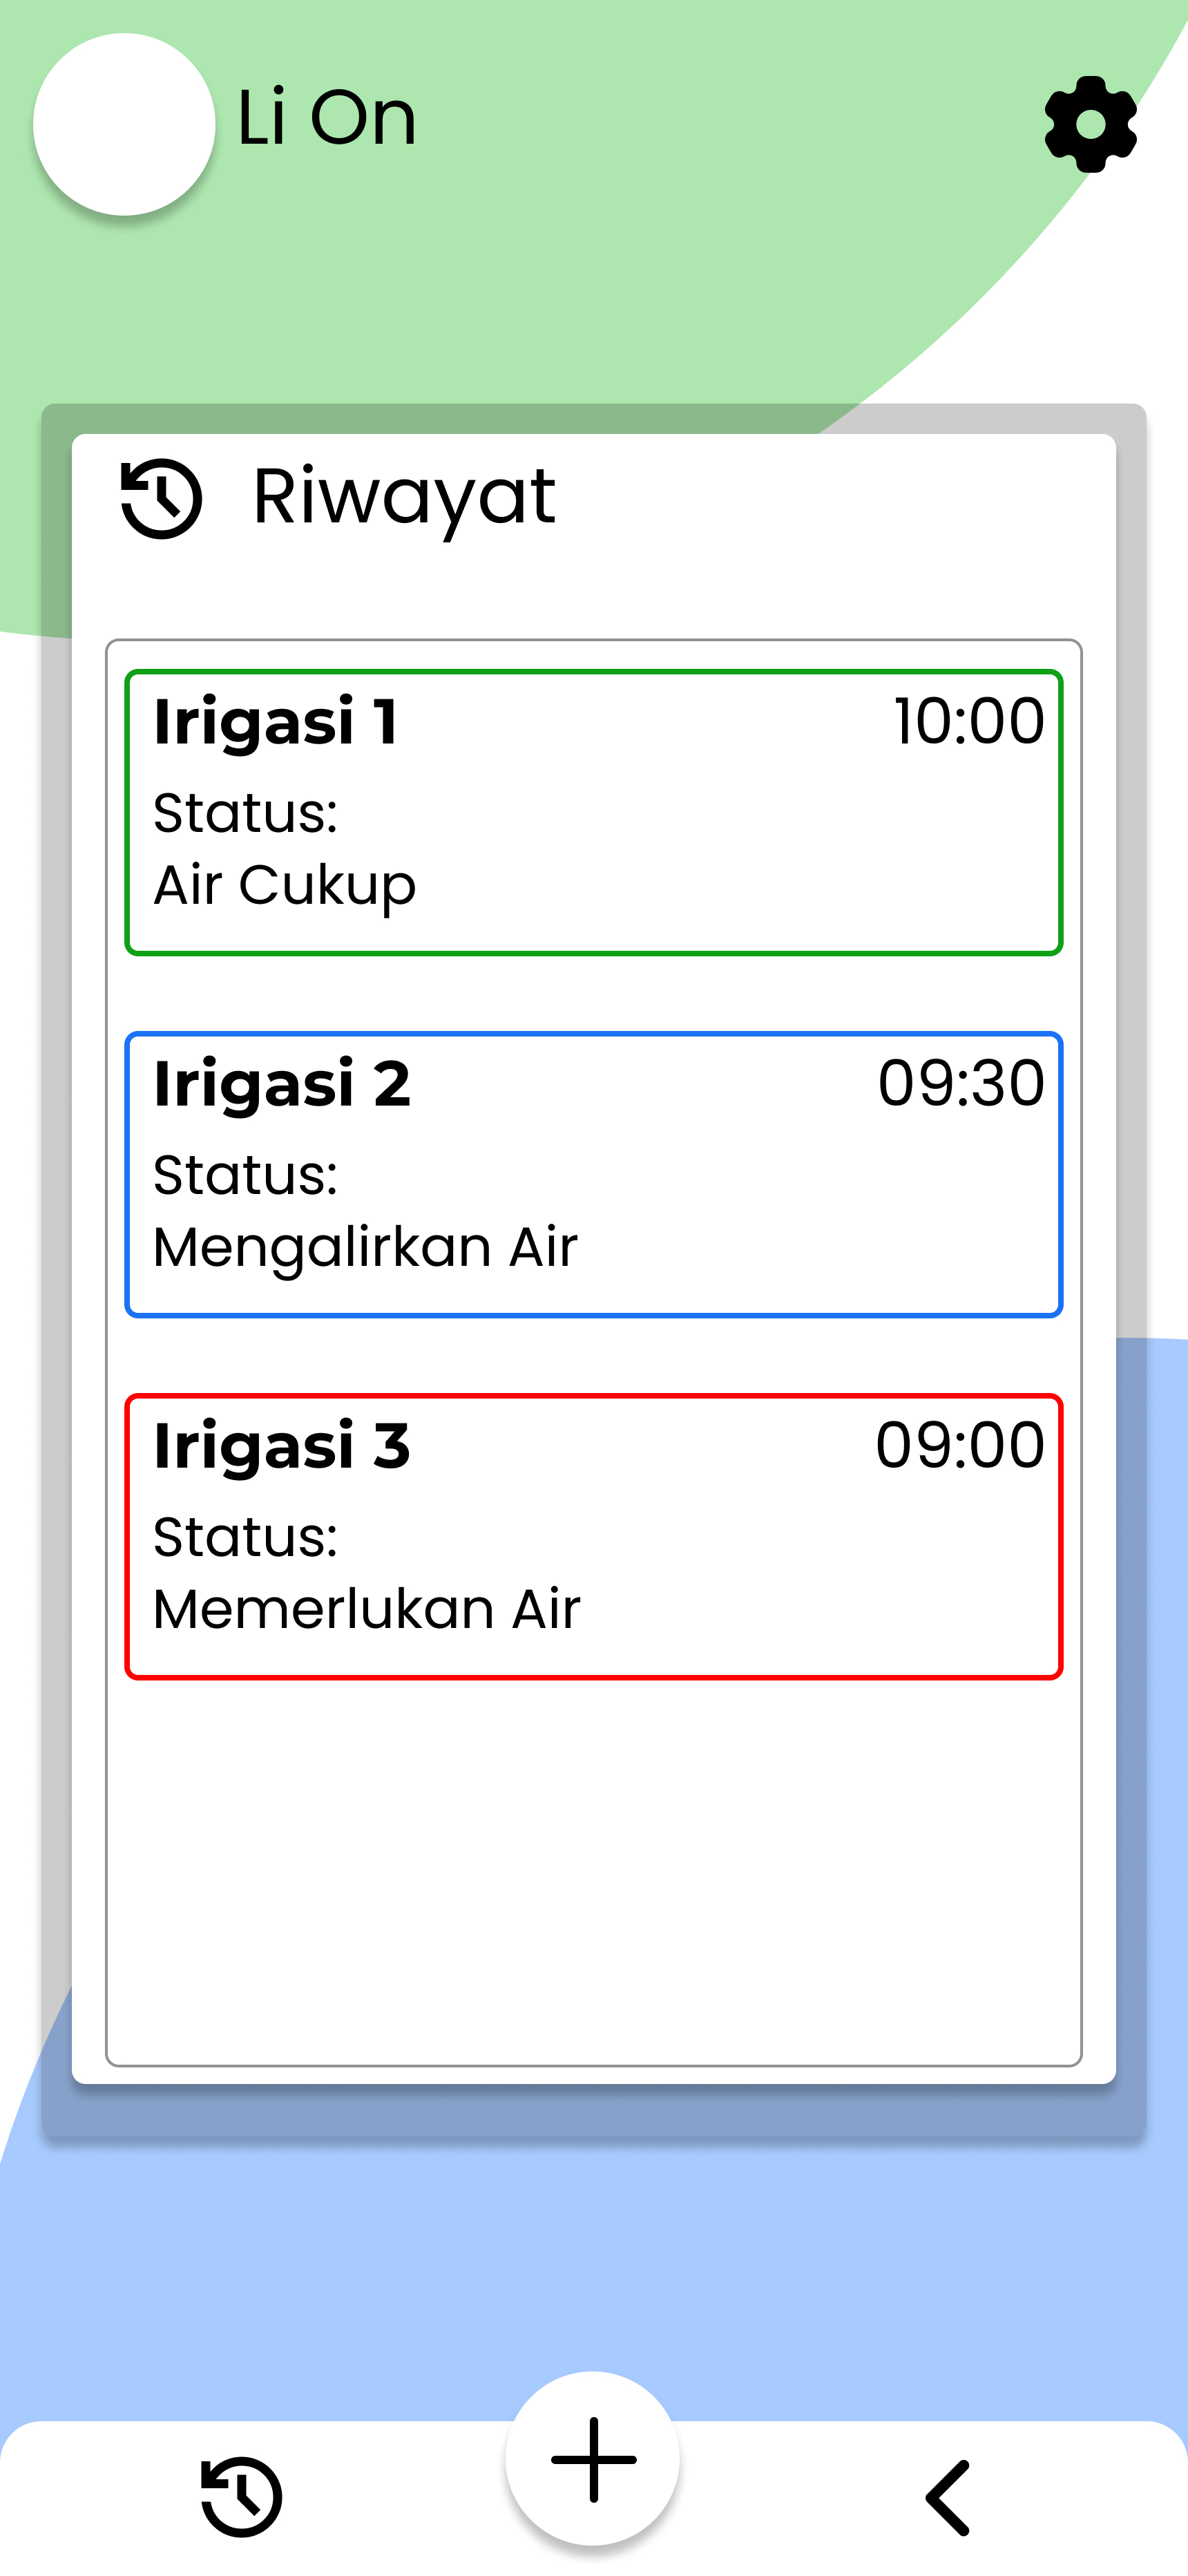 Li On
Riwayat
Irigasi 1 10:00
Status:
Air Cukup
Irigasi 2 09:30
Status:
Mengalirkan Air
Irigasi 3 09:00
Status:
Memerlukan Air